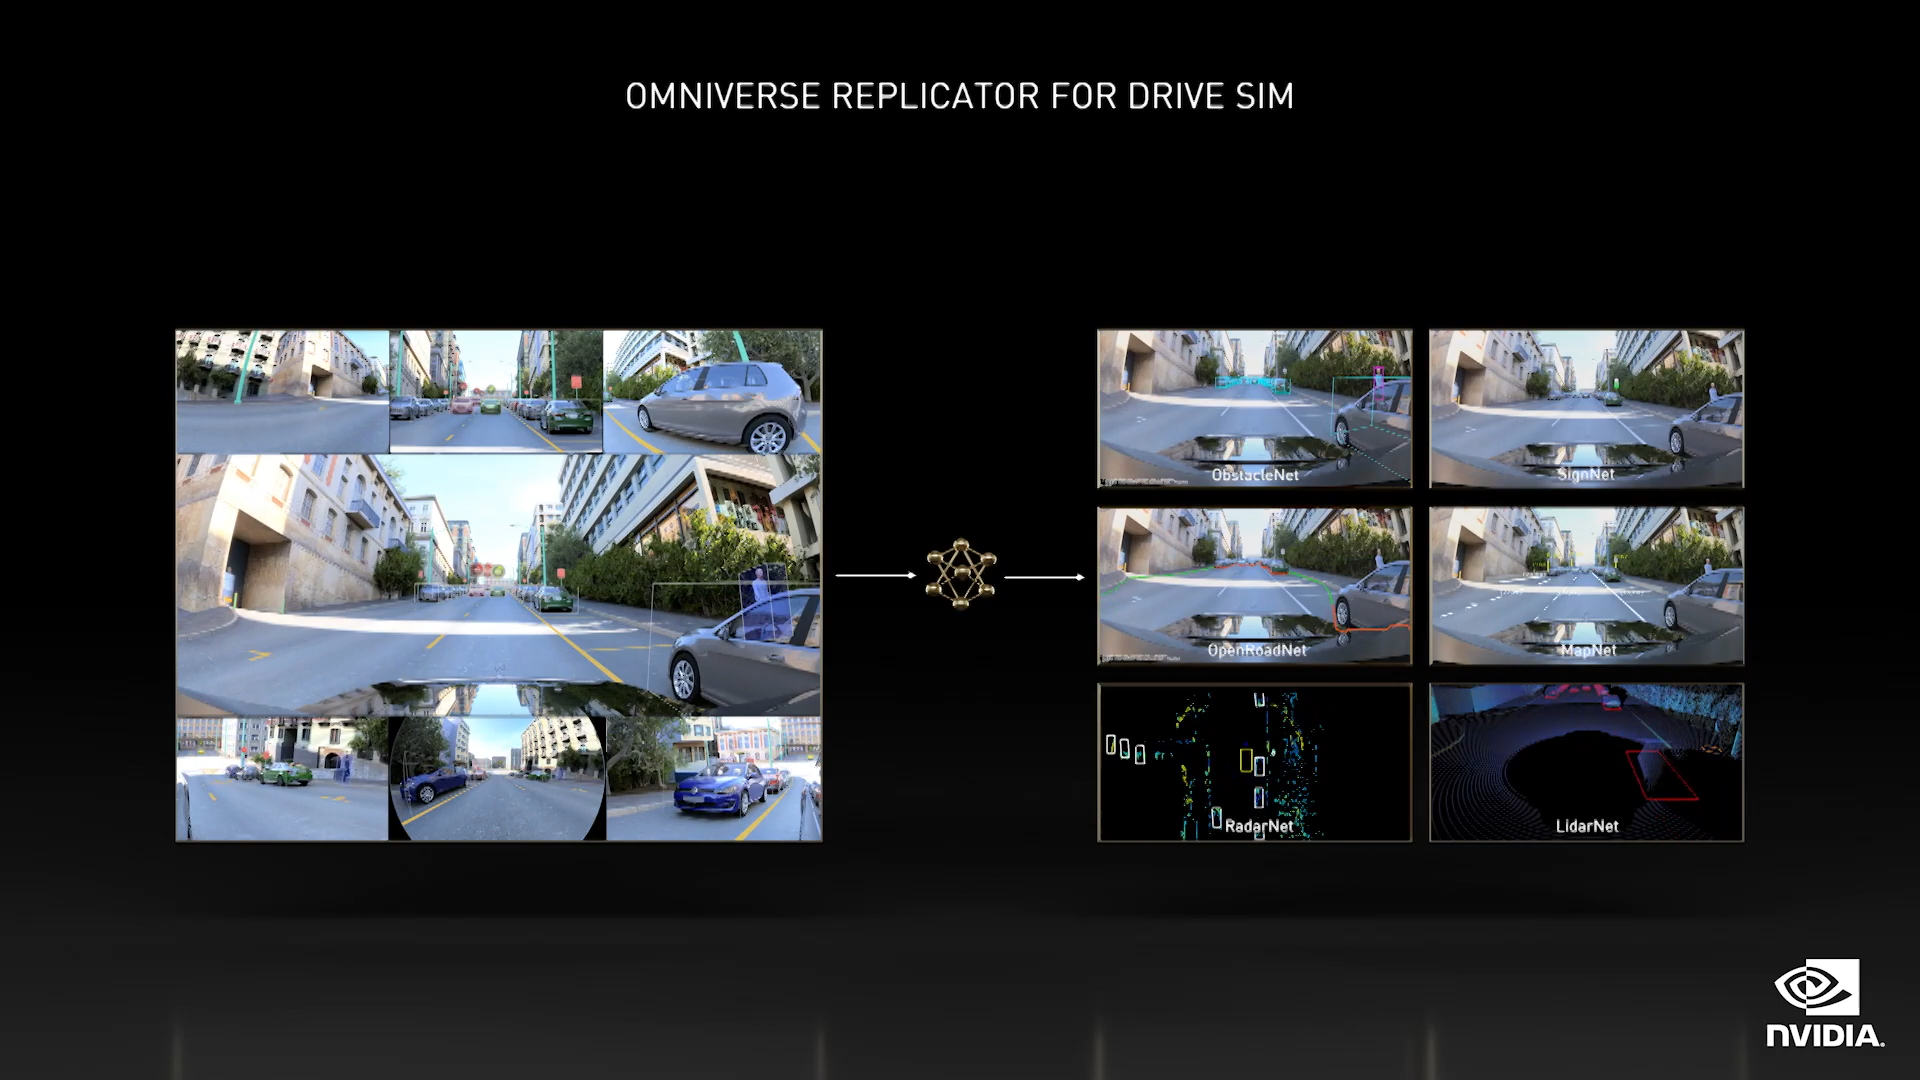 OMNIVERSE REPLICATOR FOR DRIVE SIM
ObstacleNet
SignNet
OpenRoadNet
MapNet
RadarNet
LidarNet
NVIDIA.